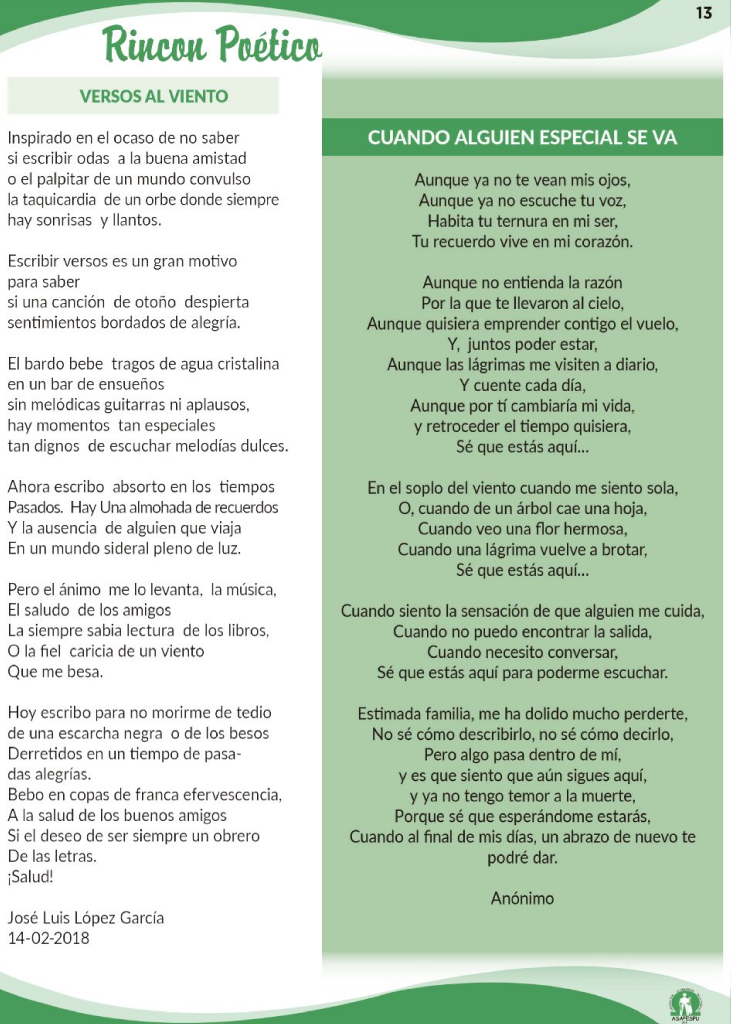 13
Rincon Poético
VERSOS AL VIENTO
Inspirado en el ocaso de no saber
si escribir odas a la buena amistad
o el palpitar de un mundo convulso
la taquicardia de un orbe donde siempre
hay sonrisas y llantos.
Escribir versos es un gran motivo
para saber
si una canción de otoño despierta
sentimientos bordados de alegría.
El bardo bebe tragos de agua cristalina
en un bar de ensueños
sin melódicas guitarras ni aplausos,
hay momentos tan especiales
tan dignos de escuchar melodías dulces.
Ahora escribo absorto en los tiempos
Pasados. Hay Una almohada de recuerdos
Y la ausencia de alguien que viaja
En un mundo sideral pleno de luz.
Pero el ánimo me lo levanta, la música,
El saludo de los amigos
La siempre sabia lectura de los libros,
O la fiel caricia de un viento
Que me besa.
Hoy escribo para no morirme de tedio
de una escarcha negra o de los besos
Derretidos en un tiempo de pasa-
das alegrías.
Bebo en copas de franca efervescencia,
A la salud de los buenos amigos
Si el deseo de ser siempre un obrero
De las letras.
¡Salud!
José Luis López García
14-02-2018
CUANDO ALGUIEN ESPECIAL SE VA
Aunque ya no te vean mis ojos,
Aunque ya no escuche tu voz,
Habita tu ternura en mi ser,
Tu recuerdo vive en mi corazón.
Aunque no entienda la razón
Por la que te llevaron al cielo,
Aunque quisiera emprender contigo el vuelo,
Y, juntos poder estar,
Aunque las lágrimas me visiten a diario,
Y cuente cada día,
Aunque por tí cambiaría mi vida,
y retroceder el tiempo quisiera,
Sé que estás aquí...
En el soplo del viento cuando me siento sola,
O, cuando de un árbol cae una hoja,
Cuando veo una flor hermosa,
Cuando una lágrima vuelve a brotar,
Sé que estás aquí...
Cuando siento la sensación de que alguien me cuida,
Cuando no puedo encontrar la salida,
Cuando necesito conversar,
Sé que estás aquí para poderme escuchar.
Estimada familia, me ha dolido mucho perderte,
No sé cómo describirlo, no sé cómo decirlo,
Pero algo pasa dentro de mí,
y es que siento que aún sigues aquí,
y ya no tengo temor a la muerte,
Porque sé que esperándome estarás,
Cuando al final de mis días, un abrazo de nuevo te
podré dar.
Anónimo